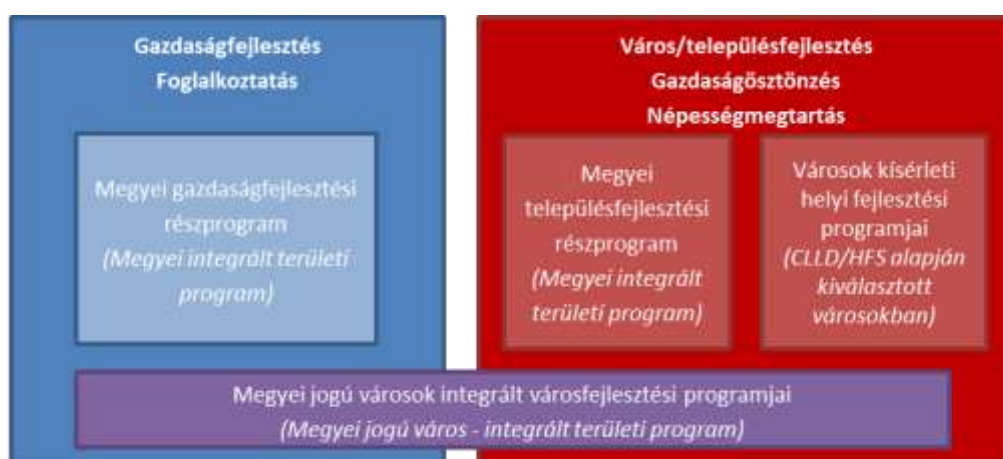 Gazdaságfejlesztés
Foglalkoztatás
Megyei gazdaságfejlesztési
részprogram
(Megyei integrált területi
program)
Város/településfejlesztés
Gazdaságösztönzés
Népességmegtartás
Megyei
településfejlesztési
részprogram
(Megyei integrált
területi program)
Városok kísérleti
helyi fejlesztési
programjai
(CLLD/HFS alapján
kiválasztott
városokban)
Megyei jogú városok integrált városfejlesztési programjai
(Megyei jogú város - integrált területi program)